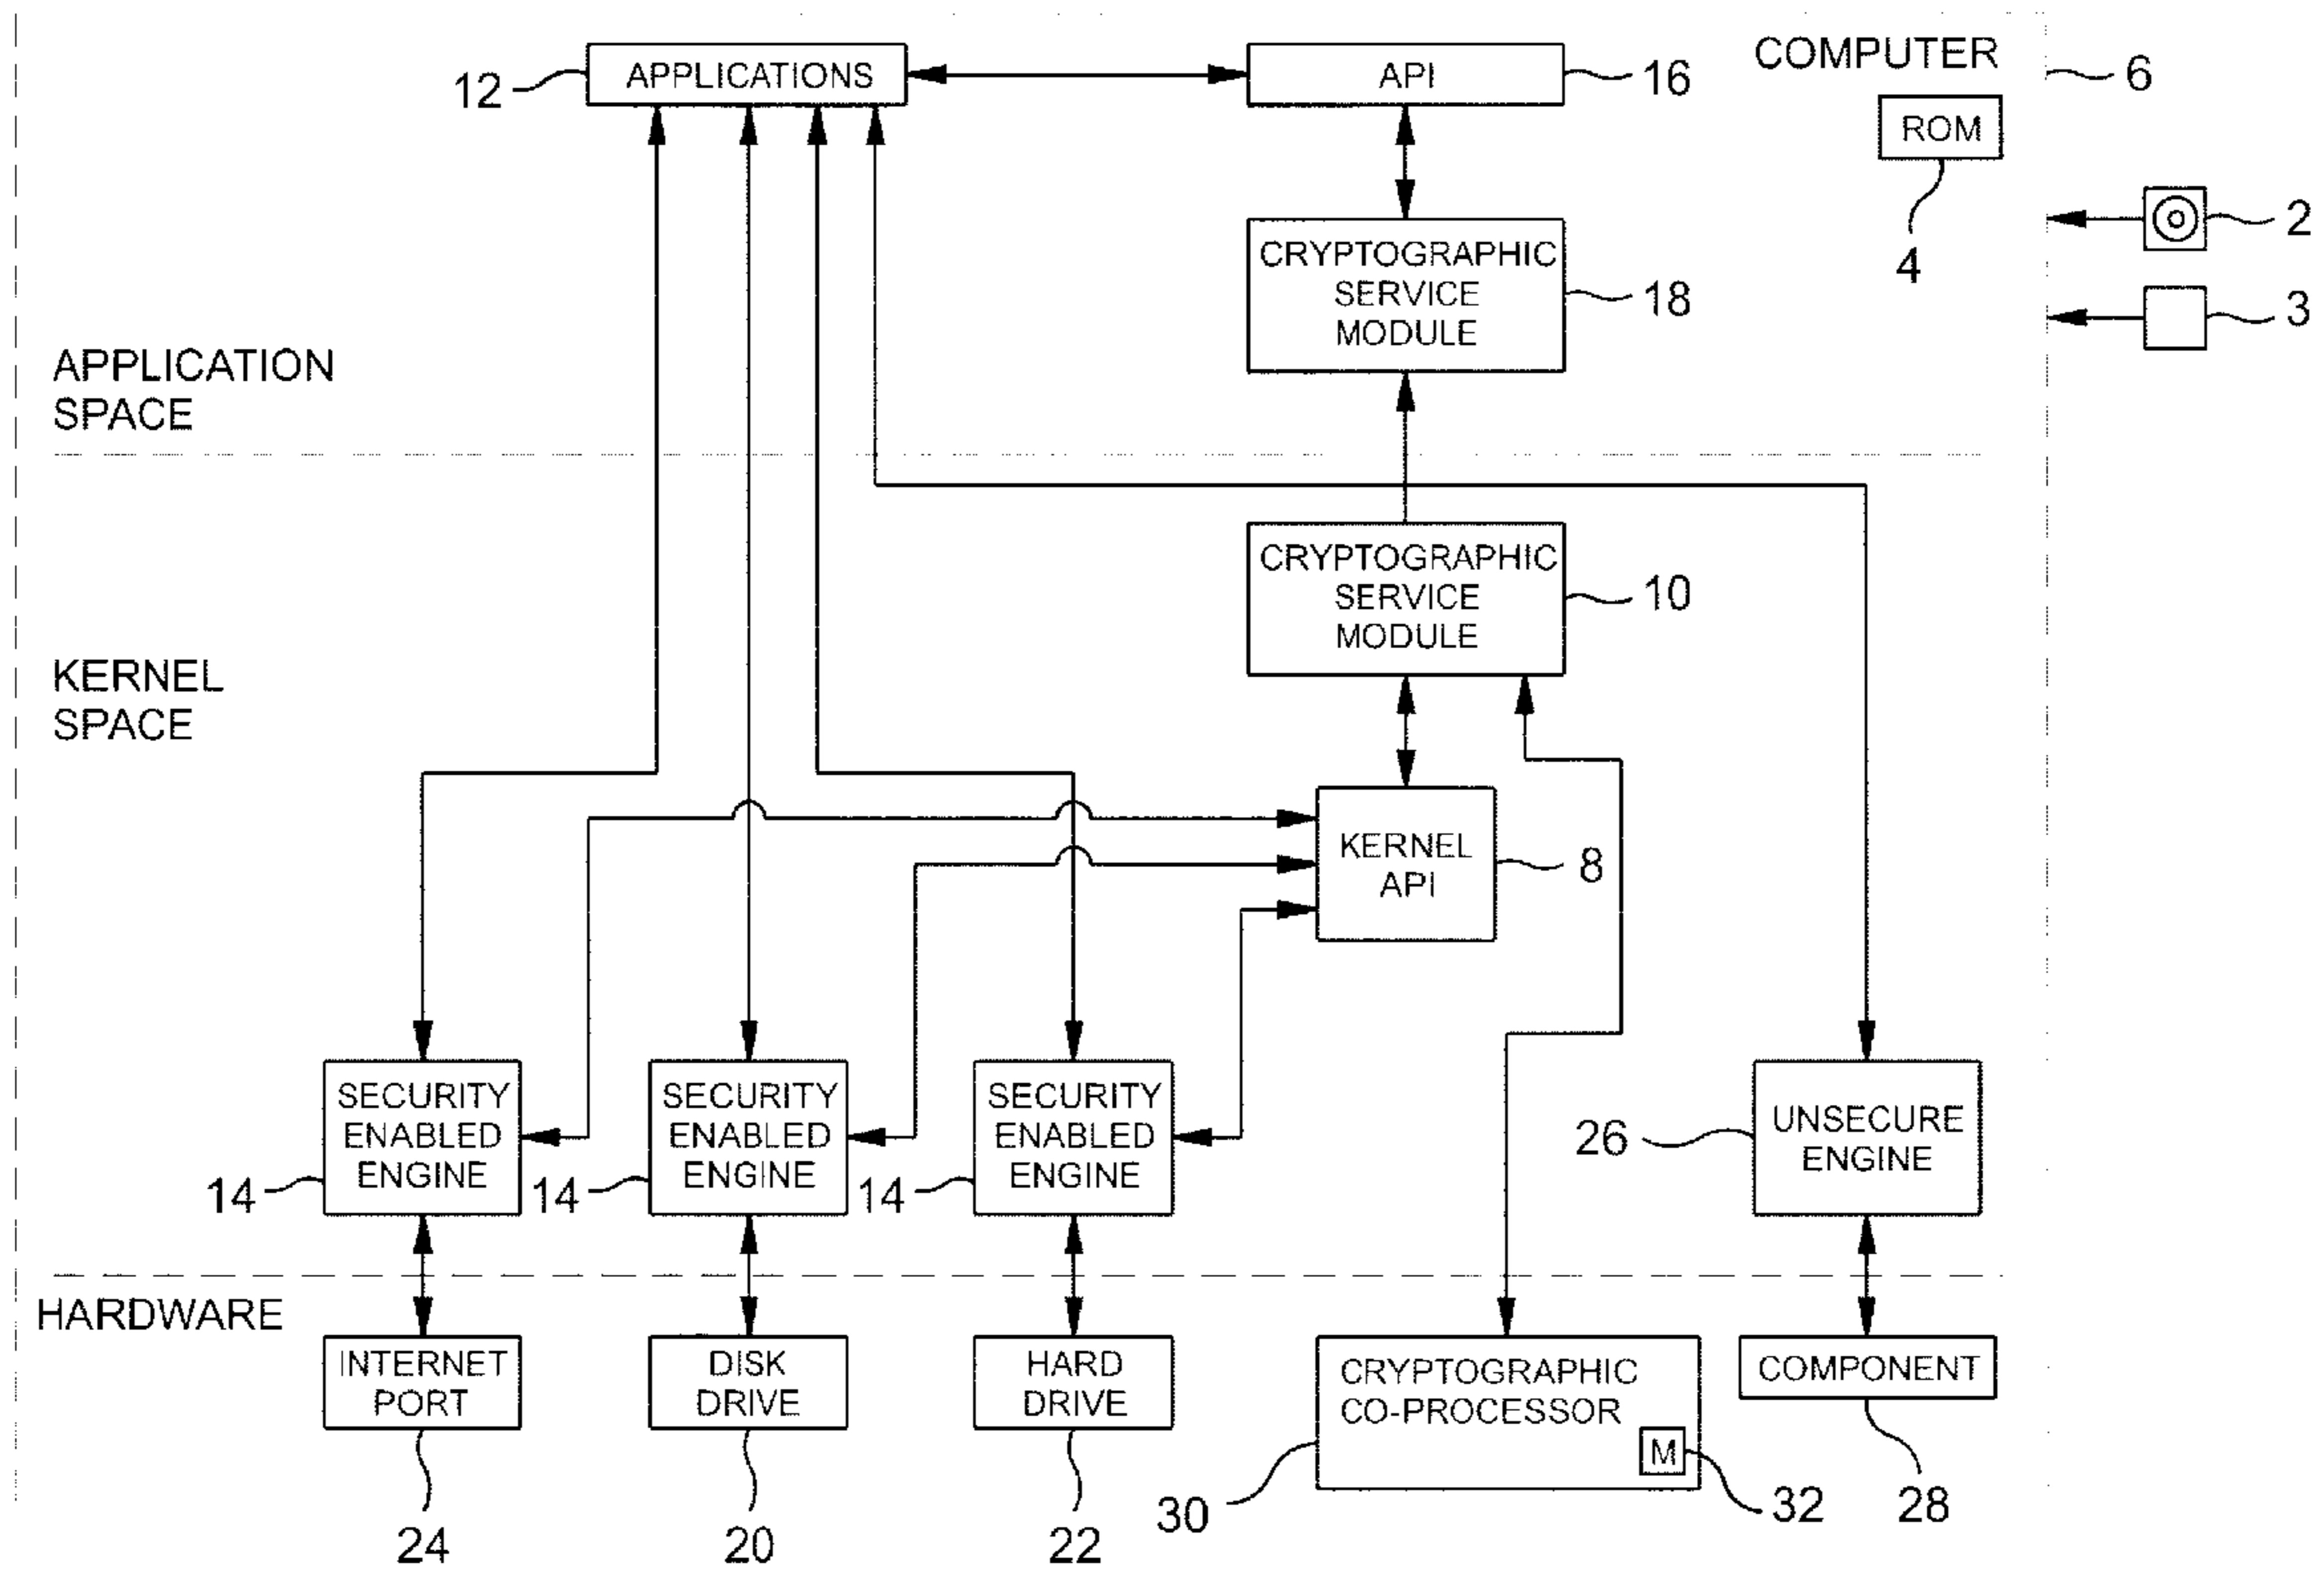 COMPUTER
6
12
APPLICATIONS
API
16
ROM
4
2
3
CRYPTOGRAPHIC
SERVICE
MODULE
18
APPLICATION
SPACE
CRYPTOGRAPHIC
SERVICE
MODULE
10
KERNEL
SPACE
KERNEL
API
8
SECURITY
ENABLED
ENGINE
14
SECURITY
ENABLED
ENGINE
14
SECURITY
ENABLED
ENGINE
14
UNSECURE
ENGINE
26
HARDWARE
INTERNET
PORT
24
DISK
DRIVE
20
HARD
DRIVE
22
CRYPTOGRAPHIC
CO-PROCESSOR
M
30
32
COMPONENT
28